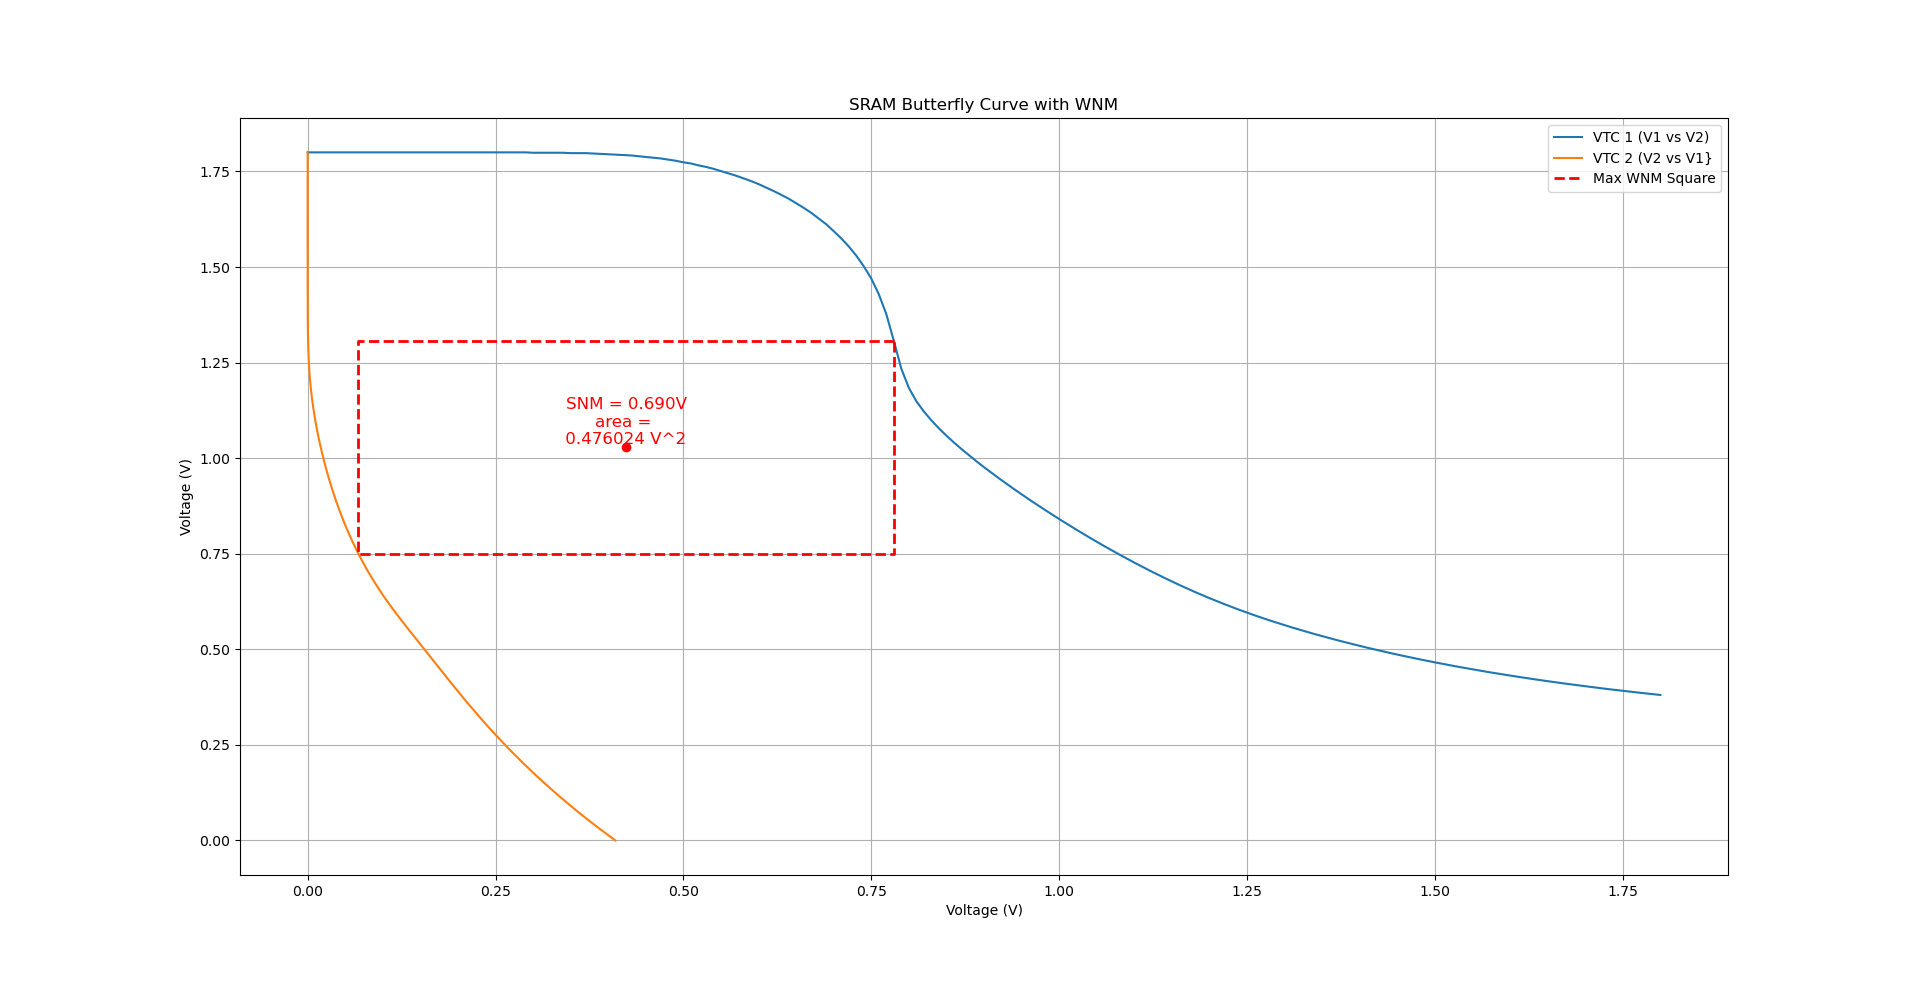 SRAM Butterfly Curve with WNM
VTC 1 (V1 vs V2)
VTC 2 (V2 vs V1}
Max WNM Square
1.75
1.50
1.25
1.00
0.75
0.50
0.25
0.00
Voltage (V)
SNM = 0.690V
area =
0.476024 V^2
0.00
0.25
0.50
0.75
1.00
1.25
1.50
1.75
Voltage (V)